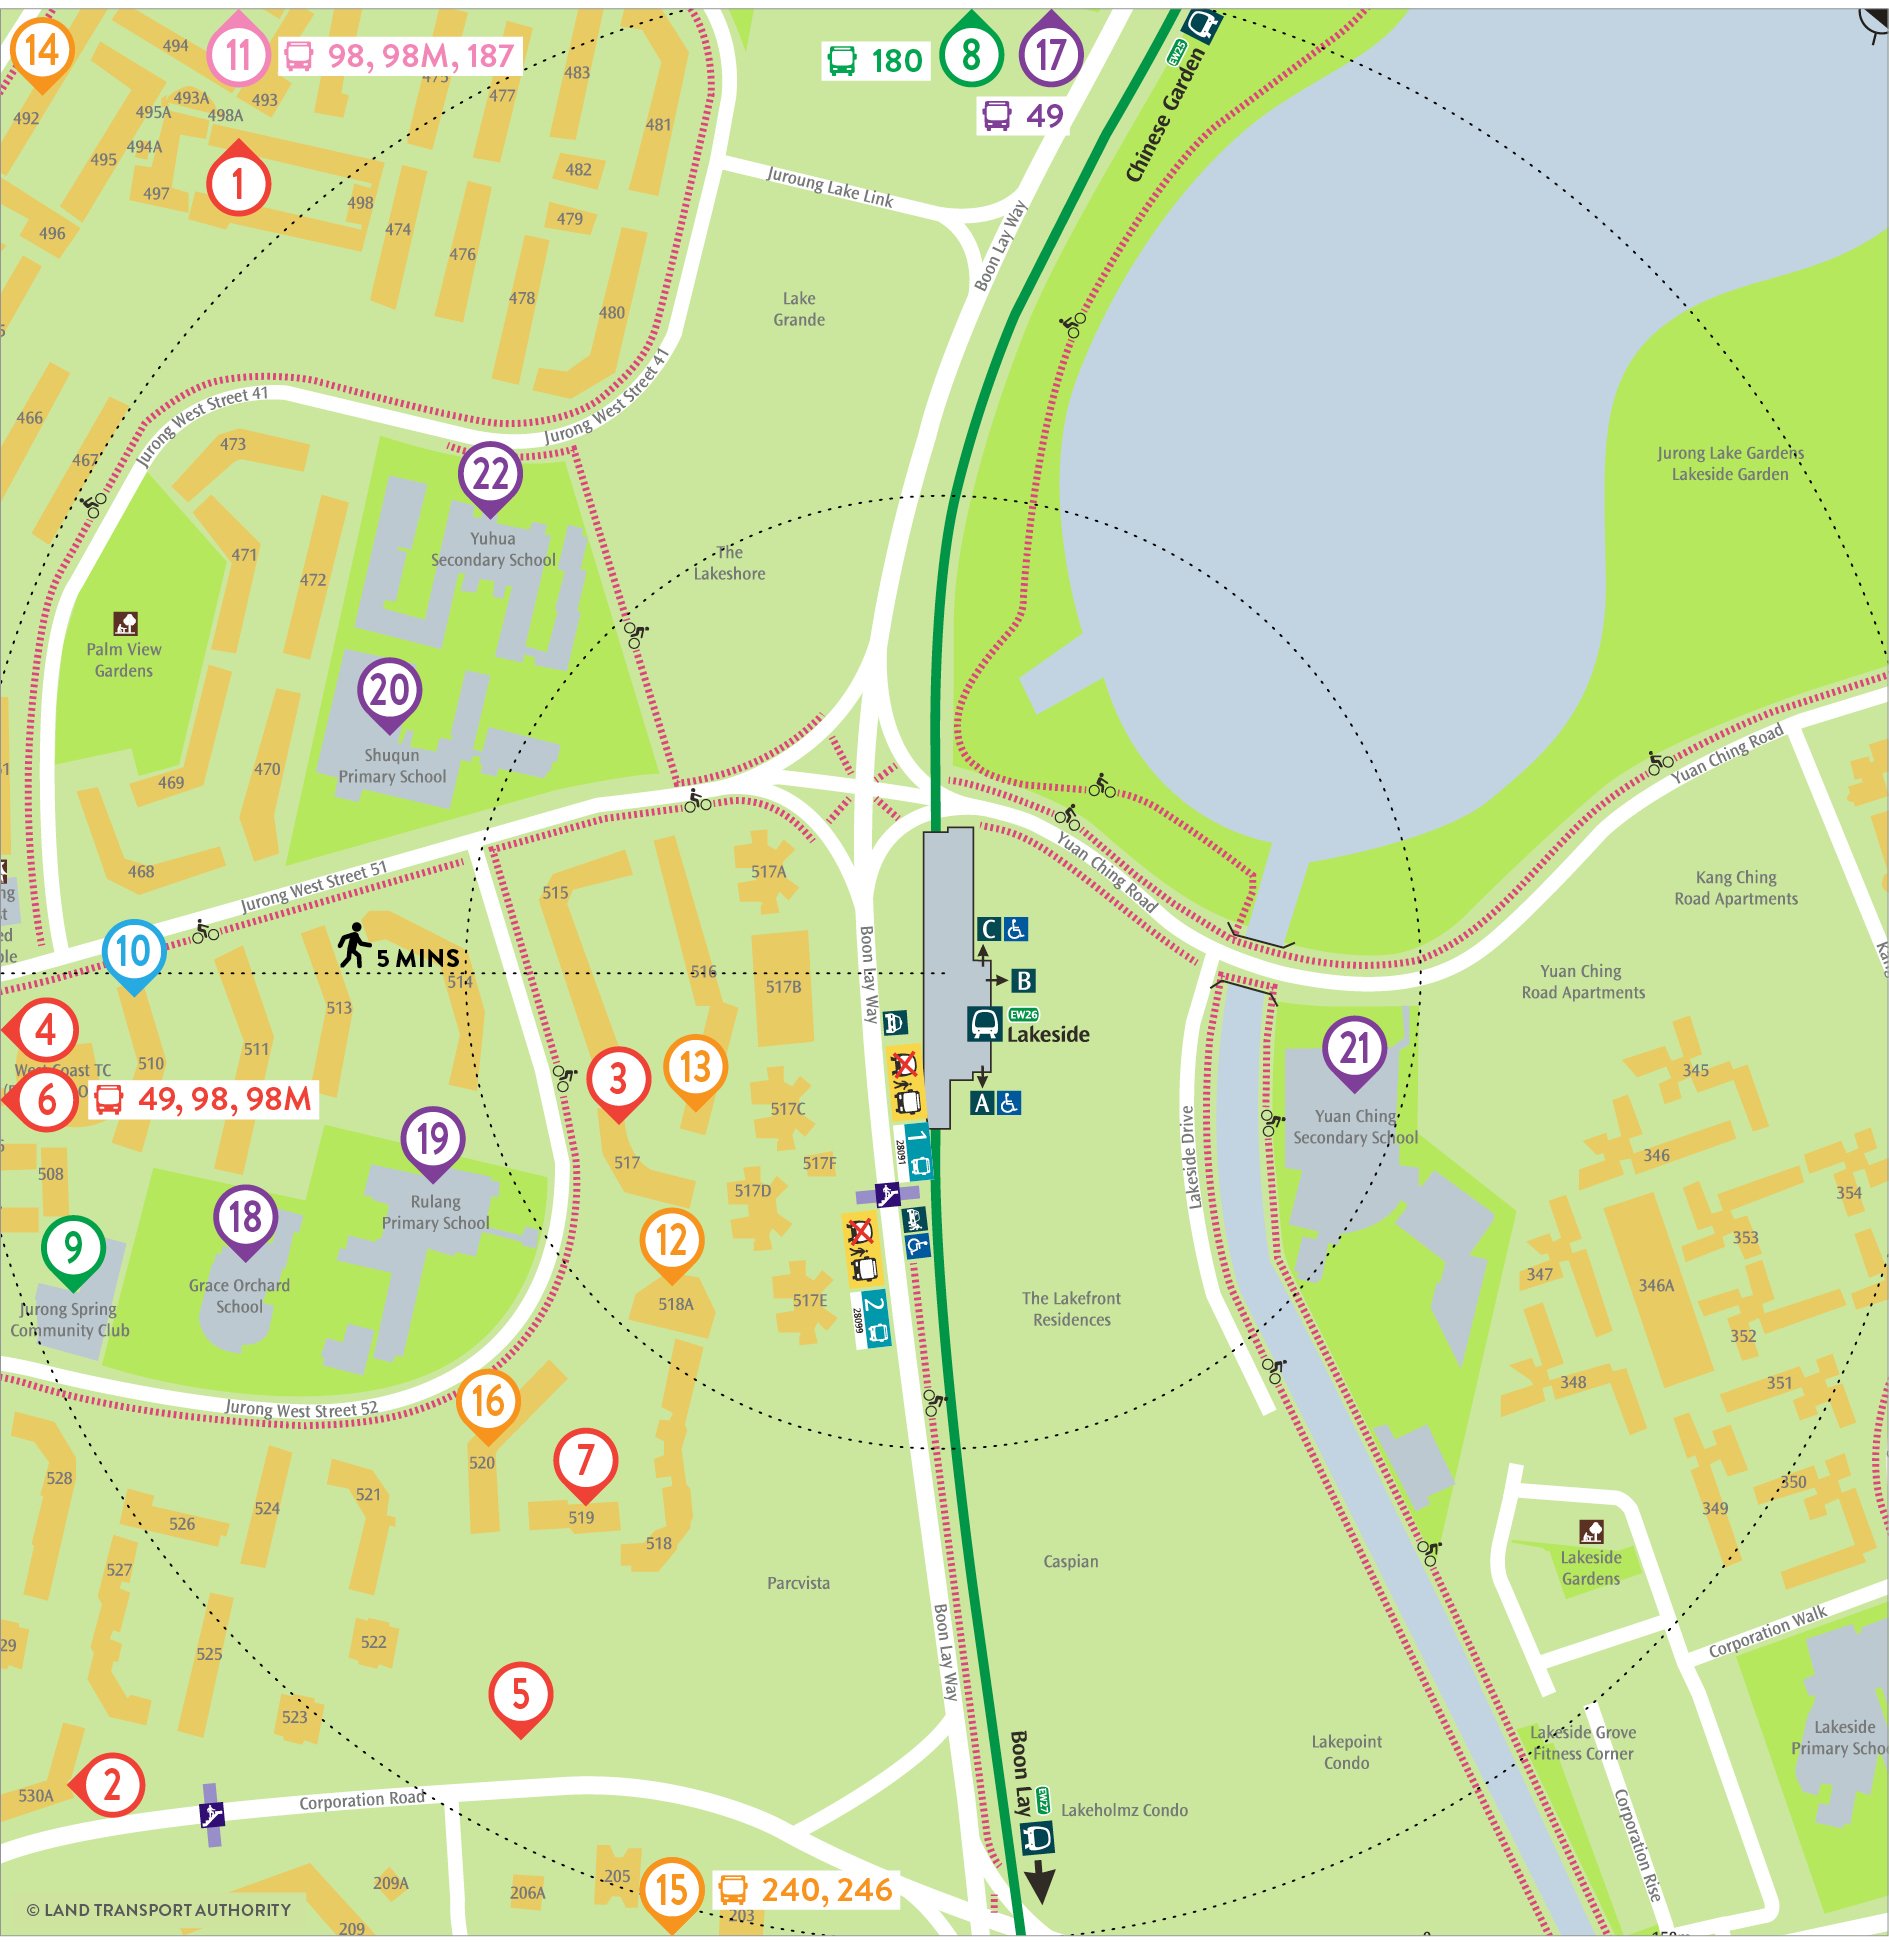 14
494
11
98, 98M, 187
475
483
180
8
17
49
EW25
Chinese Garden
492
495A
493A
493
498A
477
481
495
494A
497
1
482
479
496
498
474
476
478
480
Juroung Lake Link
Boon Lay Way
Lake
Grande
Jurong West Street 41
Jurong West Street 41
466
467
473
22
Yuhua
Secondary School
471
472
The
Lakeshore
Jurong Lake Gardens
Lakeside Garden
Palm View
Gardens
20
Shuqun
Primary School
469
470
468
Jurong West Street 51
Yuan Ching Road
Yuan Ching Road
Kang Ching
Road Apartments
Yuan Ching
Road Apartments
515
517A
516
517B
10
5 MINS
514
513
Boon Lay Way
C
B
EW26
Lakeside
A
4
510
511
6
49, 98, 98M
3
13
517C
517
517F
517D
28091
1
21
Yuan Ching
Secondary School
Lakeside Drive
345
346
354
353
347
346A
352
348
351
350
349
508
19
Rulang
Primary School
18
Grace Orchard
School
9
Jurong Spring
Community Club
12
518A
517E
28099
2
The Lakefront
Residences
Jurong West Street 52
16
520
7
519
518
528
526
524
521
527
525
522
523
29
5
Parcvista
Caspian
Boon Lay Way
Lakeside
Gardens
Corporation Walk
Lakeside Grove
Fitness Corner
Lakeside
Primary Schoo
Lakepoint
Condo
Corporation Rise
530A
2
Corporation Road
Boon Lay
EW27
Lakeholmz Condo
209A
206A
205
15
240, 246
203
209
© LAND TRANSPORT AUTHORITY